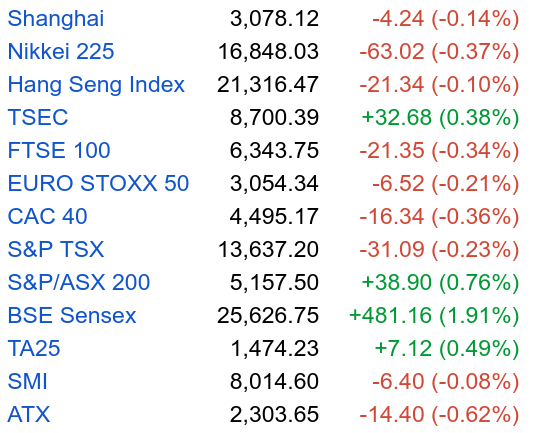 Shanghai 3,078.12 -4.24 (-0.14%)
Nikkei 225 16,848.03 -63.02 (-0.37%)
Hang Seng Index 21,316.47 -21.34 (-0.10%)
TSEC 8,700.39 +32.68 (0.38%)
FTSE 100 6,343.75 -21.35 (-0.34%)
EURO STOXX 50 3,054.34 -6.52 (-0.21%)
CAC 40 4,495.17 -16.34 (-0.36%)
S&P TSX 13,637.20 -31.09 (-0.23%)
S&P/ASX 200 5,157.50 +38.90 (0.76%)
BSE Sensex 25,626.75 +481.16 (1.91%)
TA25 1,474.23 +7.12 (0.49%)
SMI 8,014.60 -6.40 (-0.08%)
ATX 2,303.65 -14.40 (-0.62%)